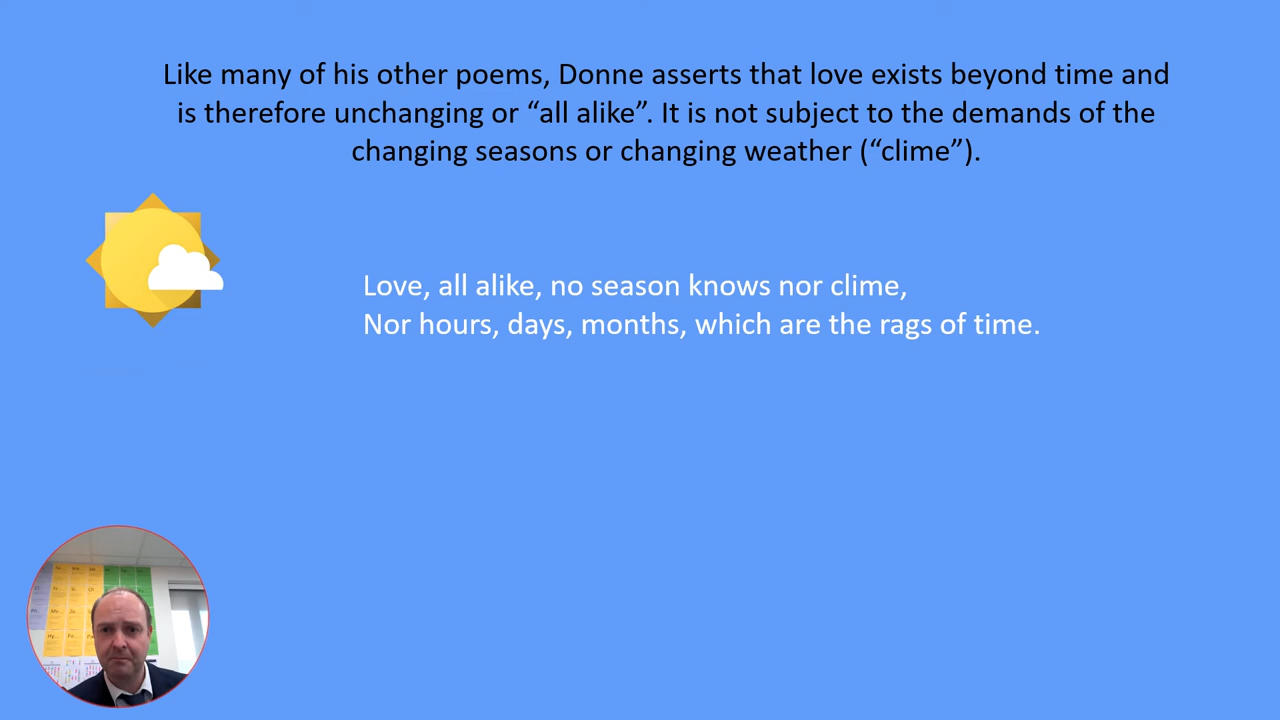 Like many of his other poems, Donne asserts that love exists beyond time and
is therefore unchanging or “all alike”. It is not subject to the demands of the
changing seasons or changing weather (“clime”).
Love, all alike, no season knows nor clime,
Nor hours, days, months, which are the rags of time.